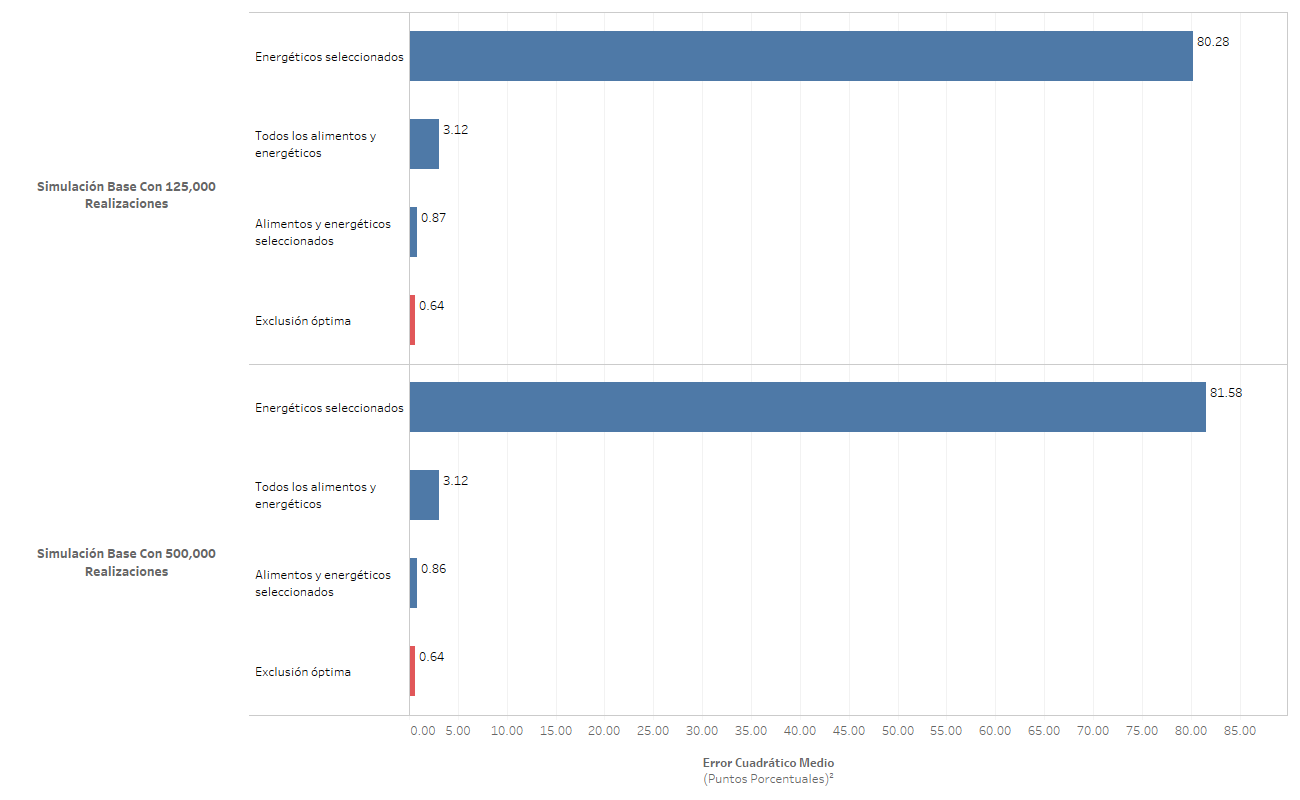 Simulación Base Con 125,000
Realizaciones
Energéticos seleccionados
80.28
Todos los alimentos y
energéticos
3.12
Alimentos y energéticos
seleccionados
0.87
Exclusión óptima
0.64
Simulación Base Con 500,000
Realizaciones
Energéticos seleccionados
81.58
Todos los alimentos y
energéticos
3.12
Alimentos y energéticos
seleccionados
0.86
Exclusión óptima
0.64
0.00 5.00 10.00 15.00 20.00 25.00 30.00 35.00 40.00 45.00 50.00 55.00 60.00 65.00 70.00 75.00 80.00 85.00
Error Cuadrático Medio
(Puntos Porcentuales)²